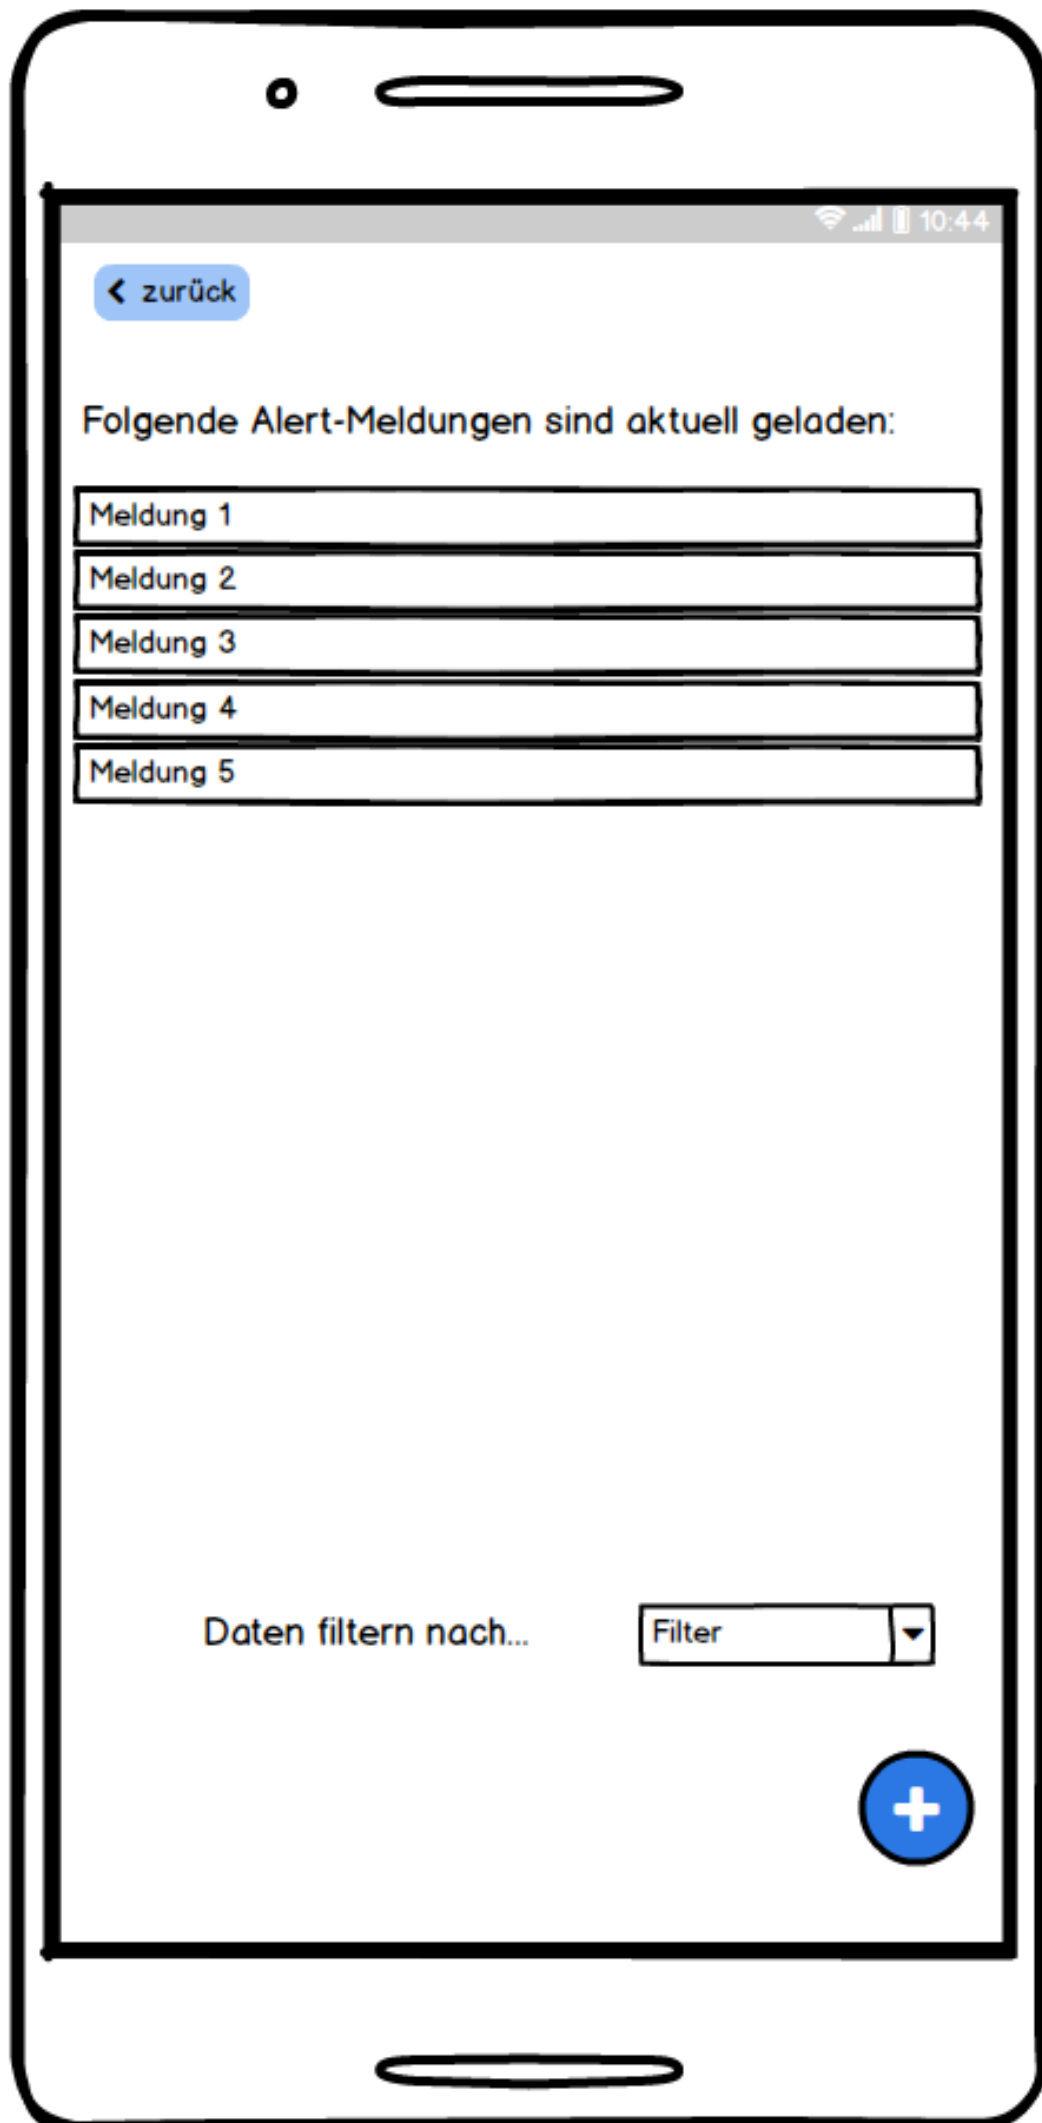 10:44
zurück
Folgende Alert-Meldungen sind aktuell geladen:
Meldung 1
Meldung 2
Meldung 3
Meldung 4
Meldung 5
Daten filtern nach... Filter